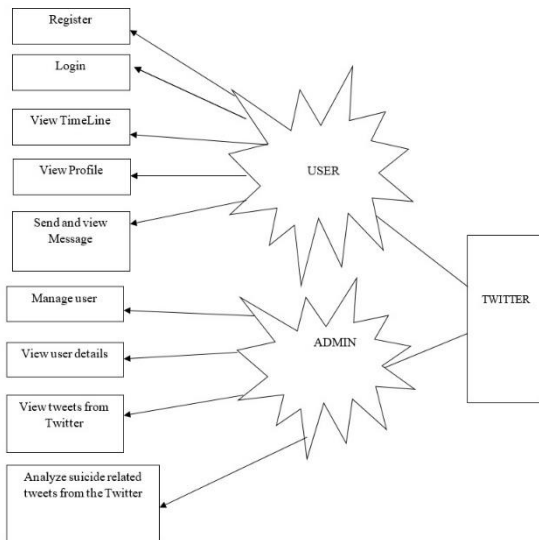 Register
Login
View TimeLine
View Profile
Send and view
Message
USER
Manage user
View user details
View tweets from
Twitter
Analyze suicide related
tweets from the Twitter
ADMIN
TWITTER